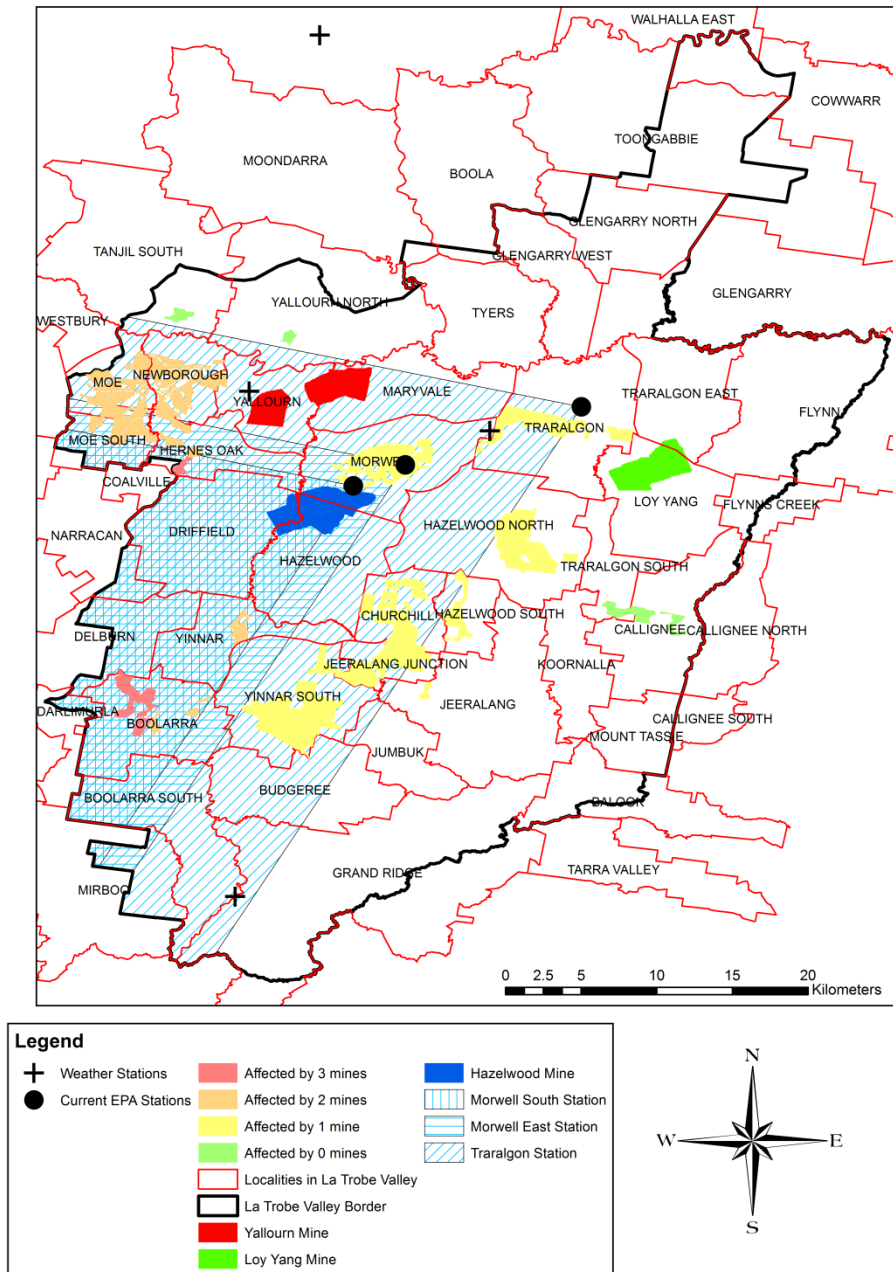 WALHALLA EAST
COWWARR
TOONGABBIE
MOONDARRA
BOOLA
GLENGARRY NORTH
TANJIL SOUTH
GLENGARRY WEST
GLENGARRY
YALLOURN NORTH
WESTBURY
TYERS
NEWBOROUGH
MOE
MARYVALE
TRARALGON EAST
YALLOURN
FLYNN
TRARALGON
MOE SOUTH
HERNES OAK
MORWE
COALVILLE
LOY YANG
FLYNNS CREEK
DRIFFIELD
HAZELWOOD NORTH
NARRACAN
HAZELWOOD
TRARALGON SOUTH
CHURCHILL
HAZELWOOD SOUTH
CALLIGNEE
CALLIGNEE NORTH
DELBURN
YINNAR
JEERALANG JUNCTION
KOORNALLA
YINNAR SOUTH
JEERALANG
DARLIMURLA
BOOLARRA
CALLIGNEE SOUTH
MOUNT TASSIE
JUMBUK
BOOLARRA SOUTH
BUDGEREE
BALOOK
GRAND RIDGE
TARRA VALLEY
MIRBOO
0 2.5 5 10 15 20
Kilometers
Legend
Weather Stations
Current EPA Stations
Affected by 3 mines
Affected by 2 mines
Affected by 1 mine
Affected by 0 mines
Localities in La Trobe Valley
La Trobe Valley Border
Yallourn Mine
Loy Yang Mine
Hazelwood Mine
Morwell South Station
Morwell East Station
Traralgon Station
N
W
E
S